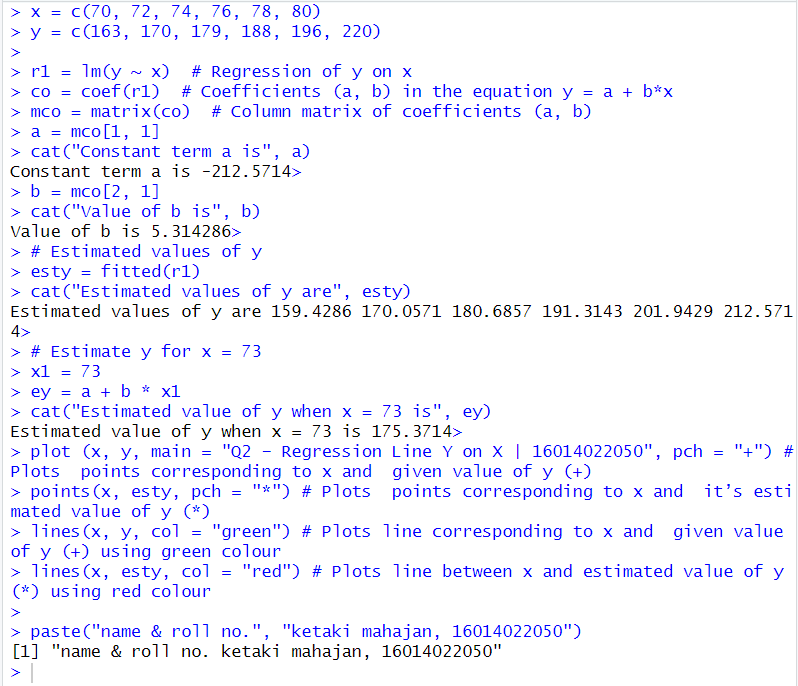 > x = c(70, 72, 74, 76, 78, 80)
> y = c(163, 170, 179, 188, 196, 220)
>
> r1 = lm(y ~ x)  # Regression of y on x
> co = coef(r1)  # Coefficients (a, b) in the equation y = a + b*x
> mco = matrix(co)  # Column matrix of coefficients (a, b)
> a = mco[1, 1]
> cat("Constant term a is", a)
Constant term a is -212.5714>
> b = mco[2, 1]
> cat("Value of b is", b)
Value of b is 5.314286>
> # Estimated values of y
> esty = fitted(r1)
> cat("Estimated values of y are", esty)
Estimated values of y are 159.4286 170.0571 180.6857 191.3143 201.9429 212.571
4>
> # Estimate y for x = 73
> x1 = 73
> ey = a + b * x1
> cat("Estimated value of y when x = 73 is", ey)
Estimated value of y when x = 73 is 175.3714>
> plot (x, y, main = "Q2 - Regression Line Y on X | 16014022050", pch = "+") #
Plots  points corresponding to x and  given value of y (+)
> points(x, esty, pch = "*") # Plots  points corresponding to x and  it’s esti
mated value of y (*)
> lines(x, y, col = "green") # Plots line corresponding to x and  given value
of y (+) using green colour
> lines(x, esty, col = "red") # Plots line between x and estimated value of y
(*) using red colour
>
> paste("name & roll no.", "ketaki mahajan, 16014022050")
[1] "name & roll no. ketaki mahajan, 16014022050"
>